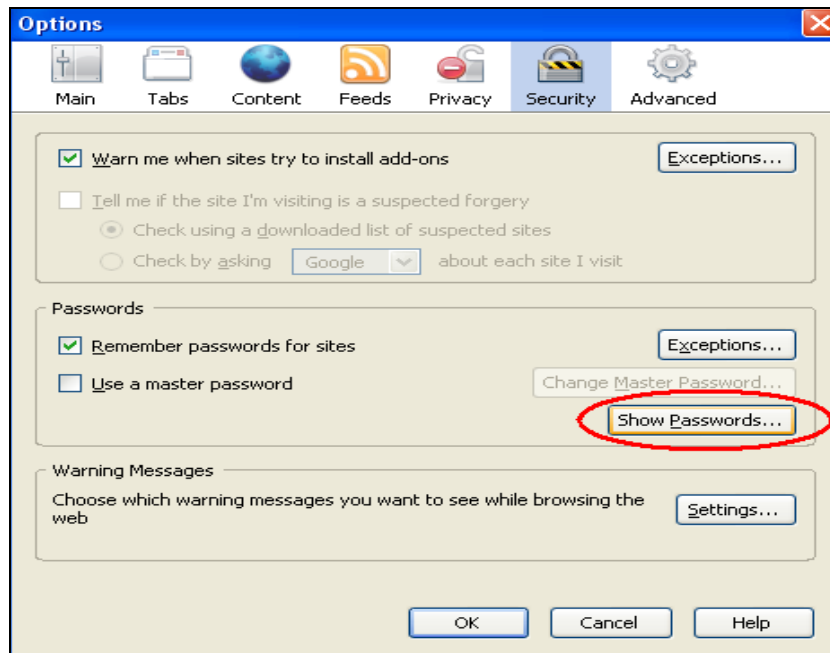 Options
Main Tabs Content Feeds Privacy Security Advanced
Warn me when sites try to install add-ons Exceptions...
Tell me if the site I'm visiting is a suspected forgery
Check using a downloaded list of suspected sites
Check by asking Google about each site I visit
Passwords
Remember passwords for sites Exceptions...
Use a master password Change Master Password...
Show Passwords...
Warning Messages
Choose which warning messages you want to see while browsing the
web Settings...
OK Cancel Help